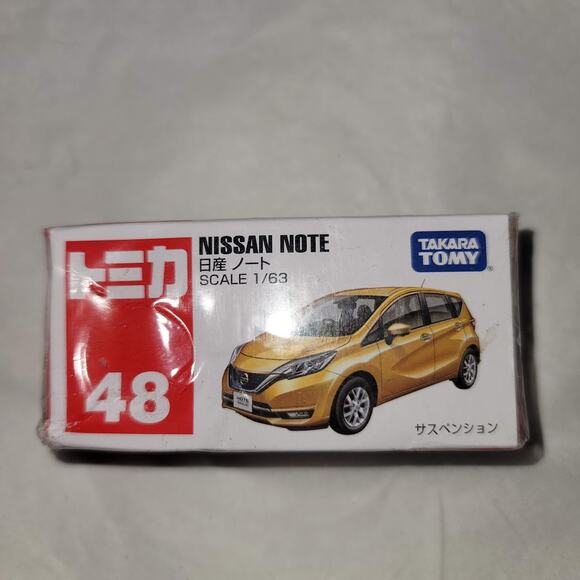 トミカ
48
NISSAN NOTE
日産 ノート
SCALE 1/63
TAKARA
TOMY
®
サスペンション